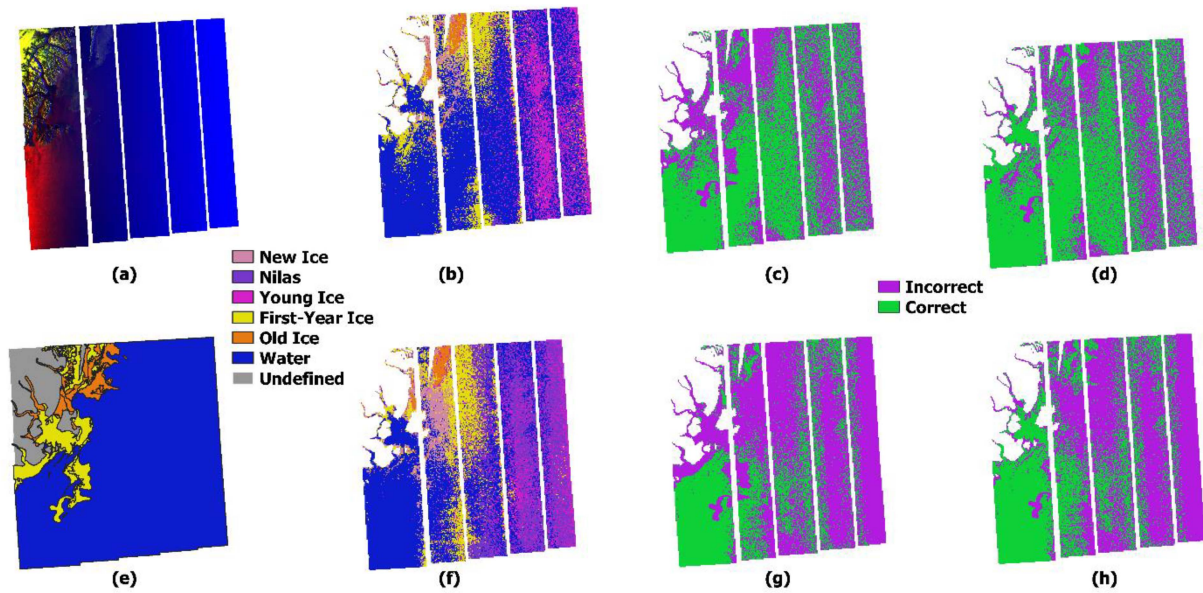 (a)
(b)
(c)
(d)
New Ice
Nilas
Young Ice
First-Year Ice
Old Ice
Water
Undefined
Incorrect
Correct
(e)
(f)
(g)
(h)